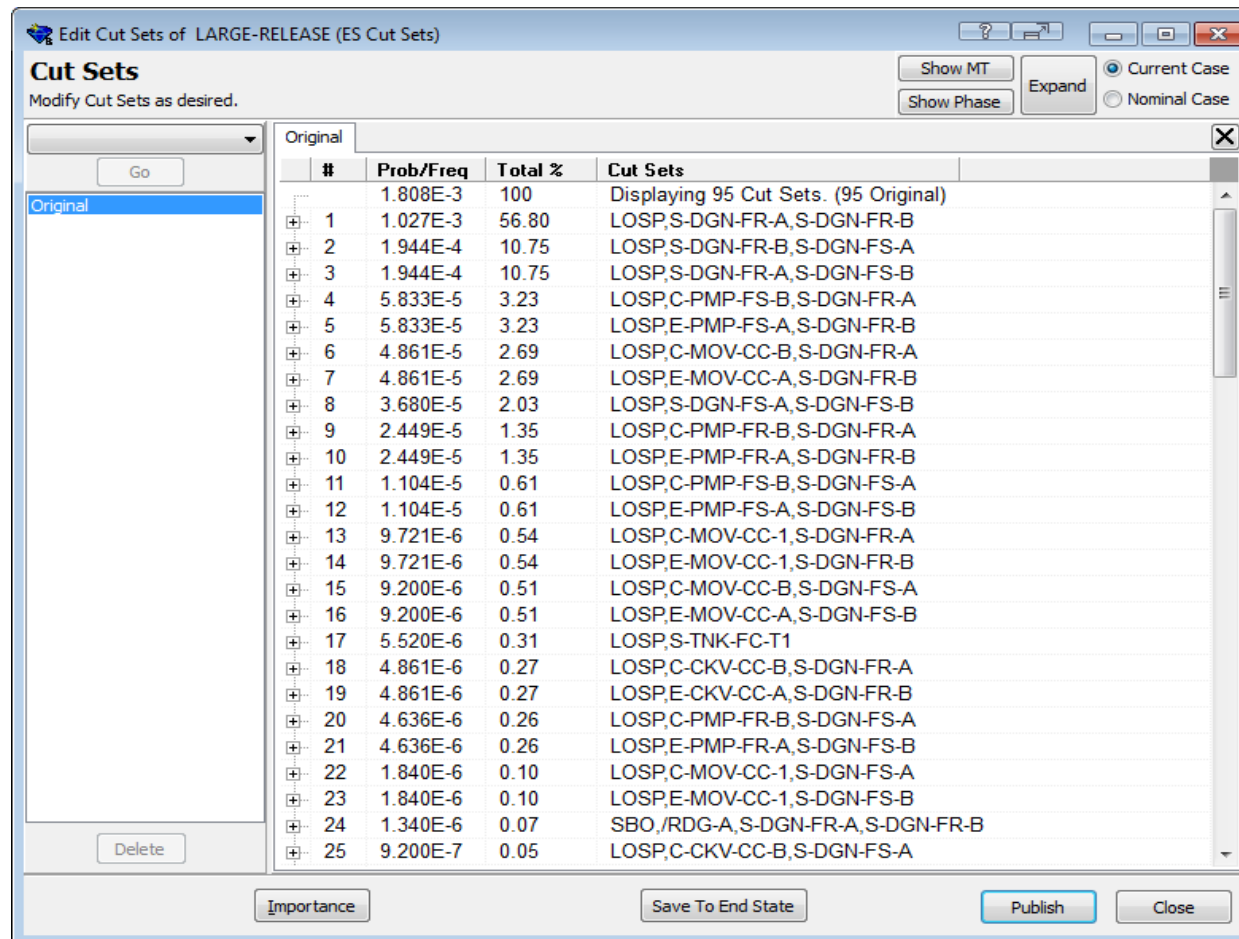 Edit Cut Sets of LARGE-RELEASE (ES Cut Sets)
Cut Sets
Modify Cut Sets as desired.
Show MT
Show Phase
Expand
Current Case
Nominal Case
Go
Original
Delete
Original
# Prob/Freq Total % Cut Sets
1.808E-3 100 Displaying 95 Cut Sets. (95 Original)
1 1.027E-3 56.80 LOSP,S-DGN-FR-A,S-DGN-FR-B
2 1.944E-4 10.75 LOSP,S-DGN-FR-B,S-DGN-FS-A
3 1.944E-4 10.75 LOSP,S-DGN-FR-A,S-DGN-FS-B
4 5.833E-5 3.23 LOSP,C-PMP-FS-B,S-DGN-FR-A
5 5.833E-5 3.23 LOSP,E-PMP-FS-A,S-DGN-FR-B
6 4.861E-5 2.69 LOSP,C-MOV-CC-B,S-DGN-FR-A
7 4.861E-5 2.69 LOSP,E-MOV-CC-A,S-DGN-FR-B
8 3.680E-5 2.03 LOSP,S-DGN-FS-A,S-DGN-FS-B
9 2.449E-5 1.35 LOSP,C-PMP-FR-B,S-DGN-FR-A
10 2.449E-5 1.35 LOSP,E-PMP-FR-A,S-DGN-FR-B
11 1.104E-5 0.61 LOSP,C-PMP-FS-B,S-DGN-FS-A
12 1.104E-5 0.61 LOSP,E-PMP-FS-A,S-DGN-FS-B
13 9.721E-6 0.54 LOSP,C-MOV-CC-1,S-DGN-FR-A
14 9.721E-6 0.54 LOSP,E-MOV-CC-1,S-DGN-FR-B
15 9.200E-6 0.51 LOSP,C-MOV-CC-B,S-DGN-FS-A
16 9.200E-6 0.51 LOSP,E-MOV-CC-A,S-DGN-FS-B
17 5.520E-6 0.31 LOSP,S-TNK-FC-T1
18 4.861E-6 0.27 LOSP,C-CKV-CC-B,S-DGN-FR-A
19 4.861E-6 0.27 LOSP,E-CKV-CC-A,S-DGN-FR-B
20 4.636E-6 0.26 LOSP,C-PMP-FR-B,S-DGN-FS-A
21 4.636E-6 0.26 LOSP,E-PMP-FR-A,S-DGN-FS-B
22 1.840E-6 0.10 LOSP,C-MOV-CC-1,S-DGN-FS-A
23 1.840E-6 0.10 LOSP,E-MOV-CC-1,S-DGN-FS-B
24 1.340E-6 0.07 SBO,/RDG-A,S-DGN-FR-A,S-DGN-FR-B
25 9.200E-7 0.05 LOSP,C-CKV-CC-B,S-DGN-FS-A
Importance
Save To End State
Publish
Close